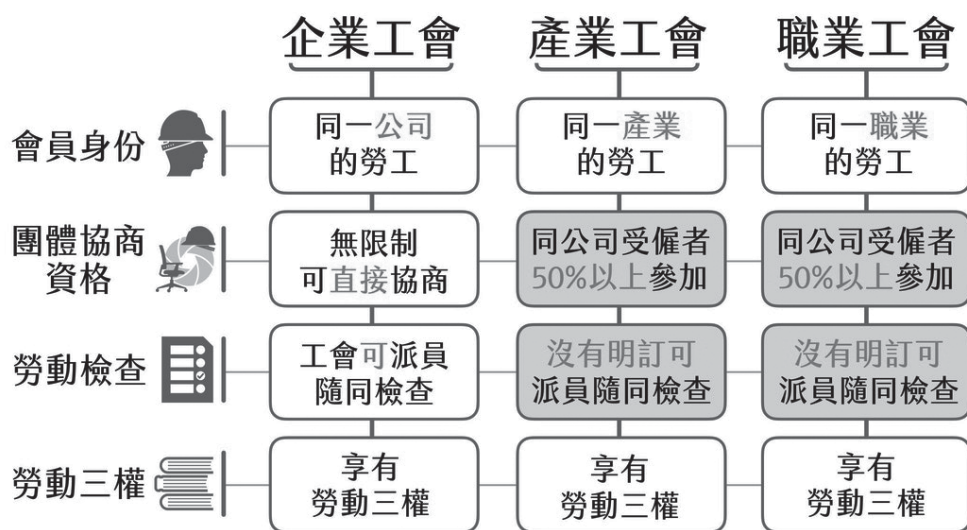 企業工會 產業工會 職業工會
會員身份
同一公司
的勞工
同一產業
的勞工
同一職業
的勞工
團體協商
資格
無限制
可直接協商
同公司受僱者
50%以上參加
同公司受僱者
50%以上參加
勞動檢查
工會可派員
隨同檢查
沒有明訂可
派員隨同檢查
沒有明訂可
派員隨同檢查
勞動三權
享有
勞動三權
享有
勞動三權
享有
勞動三權